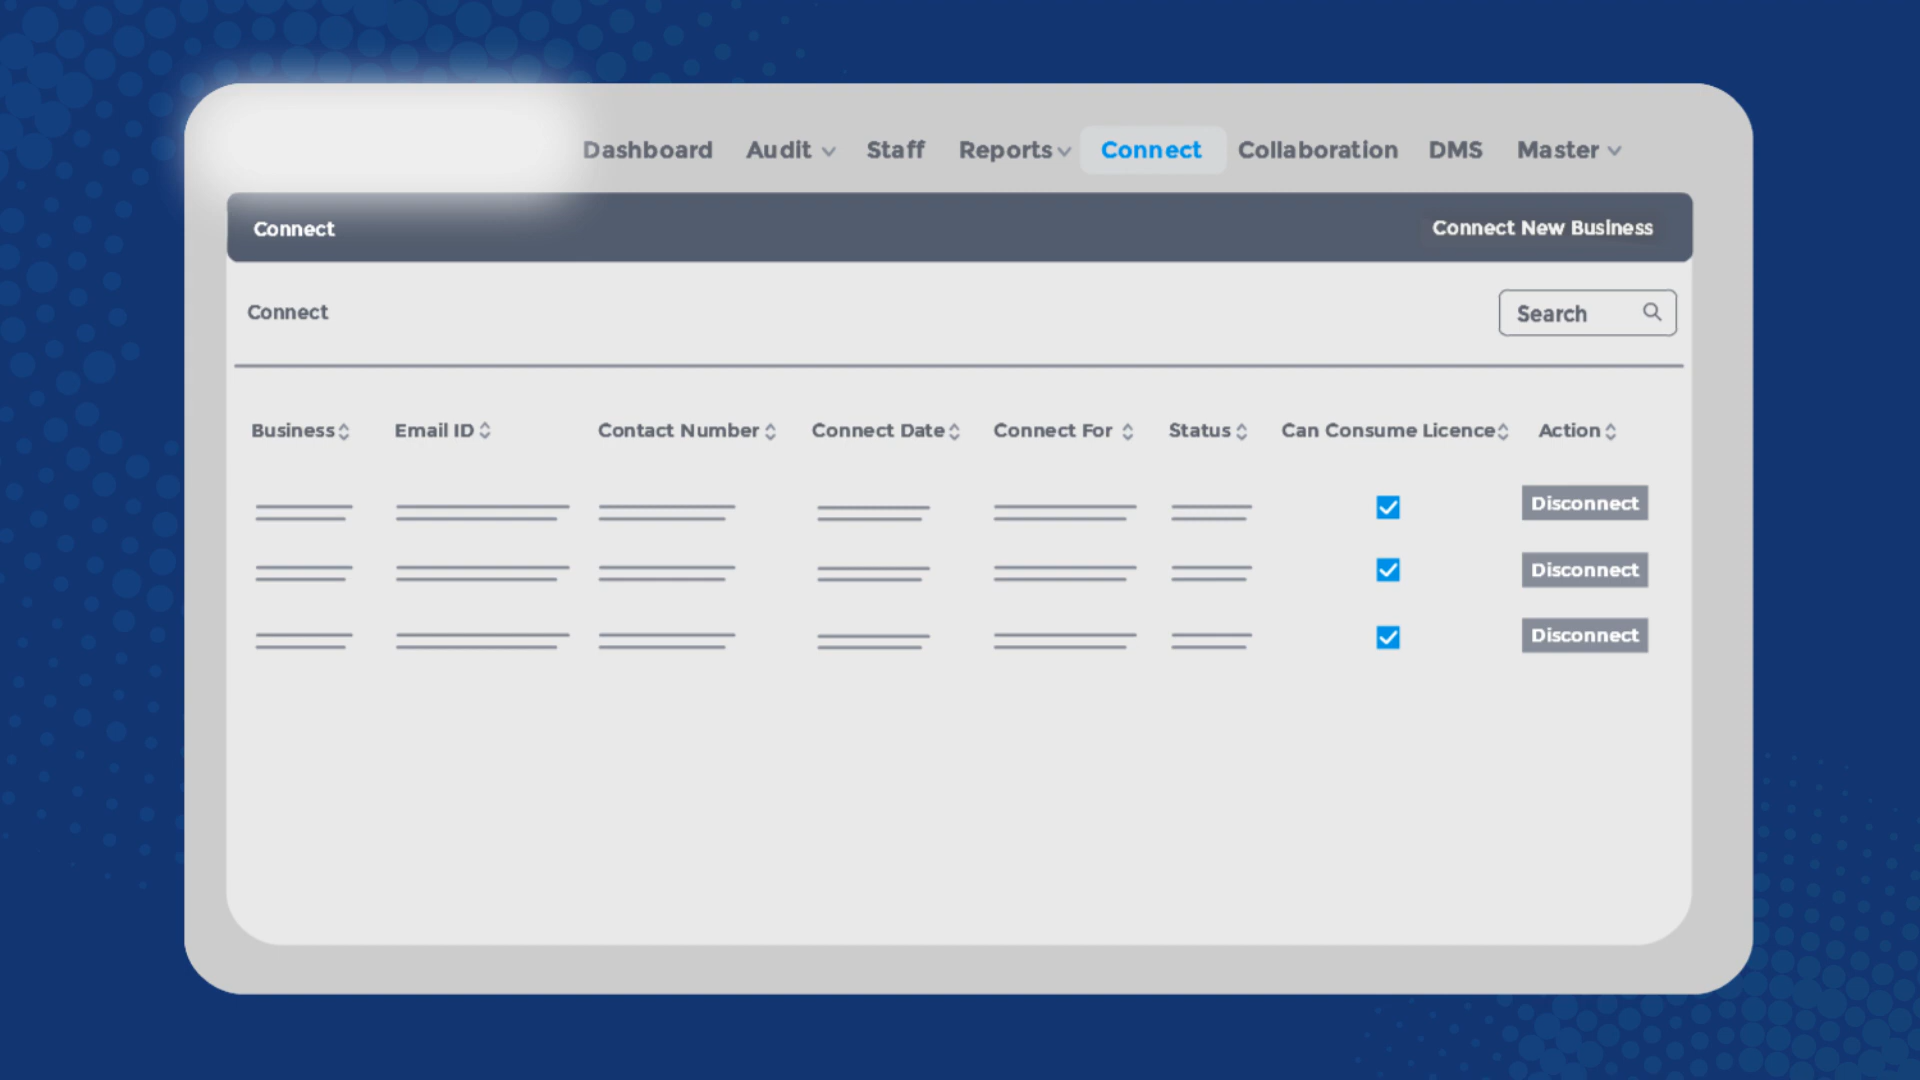 Dashboard Audit Staff Reports Connect Collaboration DMS Master
Connect Connect New Business
Connect Search
Business Email ID Contact Number Connect Date Connect For Status Can Consume Licence Action
Disconnect
Disconnect
Disconnect